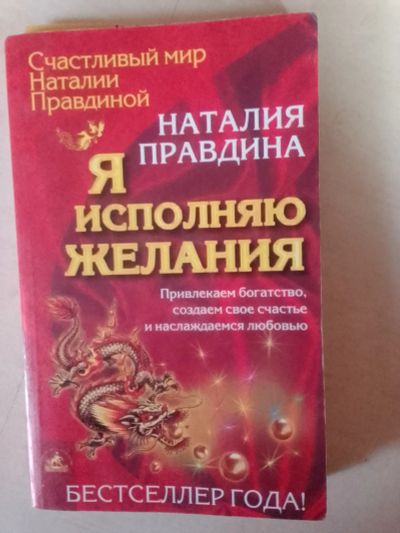 Счастливый мир
Наталии
Правдиной
НАТАЛИЯ
ПРАВДИНА
Я
ИСПОЛНЯЮ
ЖЕЛАНИЯ
Привлекаем богатство,
создаем свое счастье
и наслаждаемся любовью
БЕСТСЕЛЛЕР ГОДА!